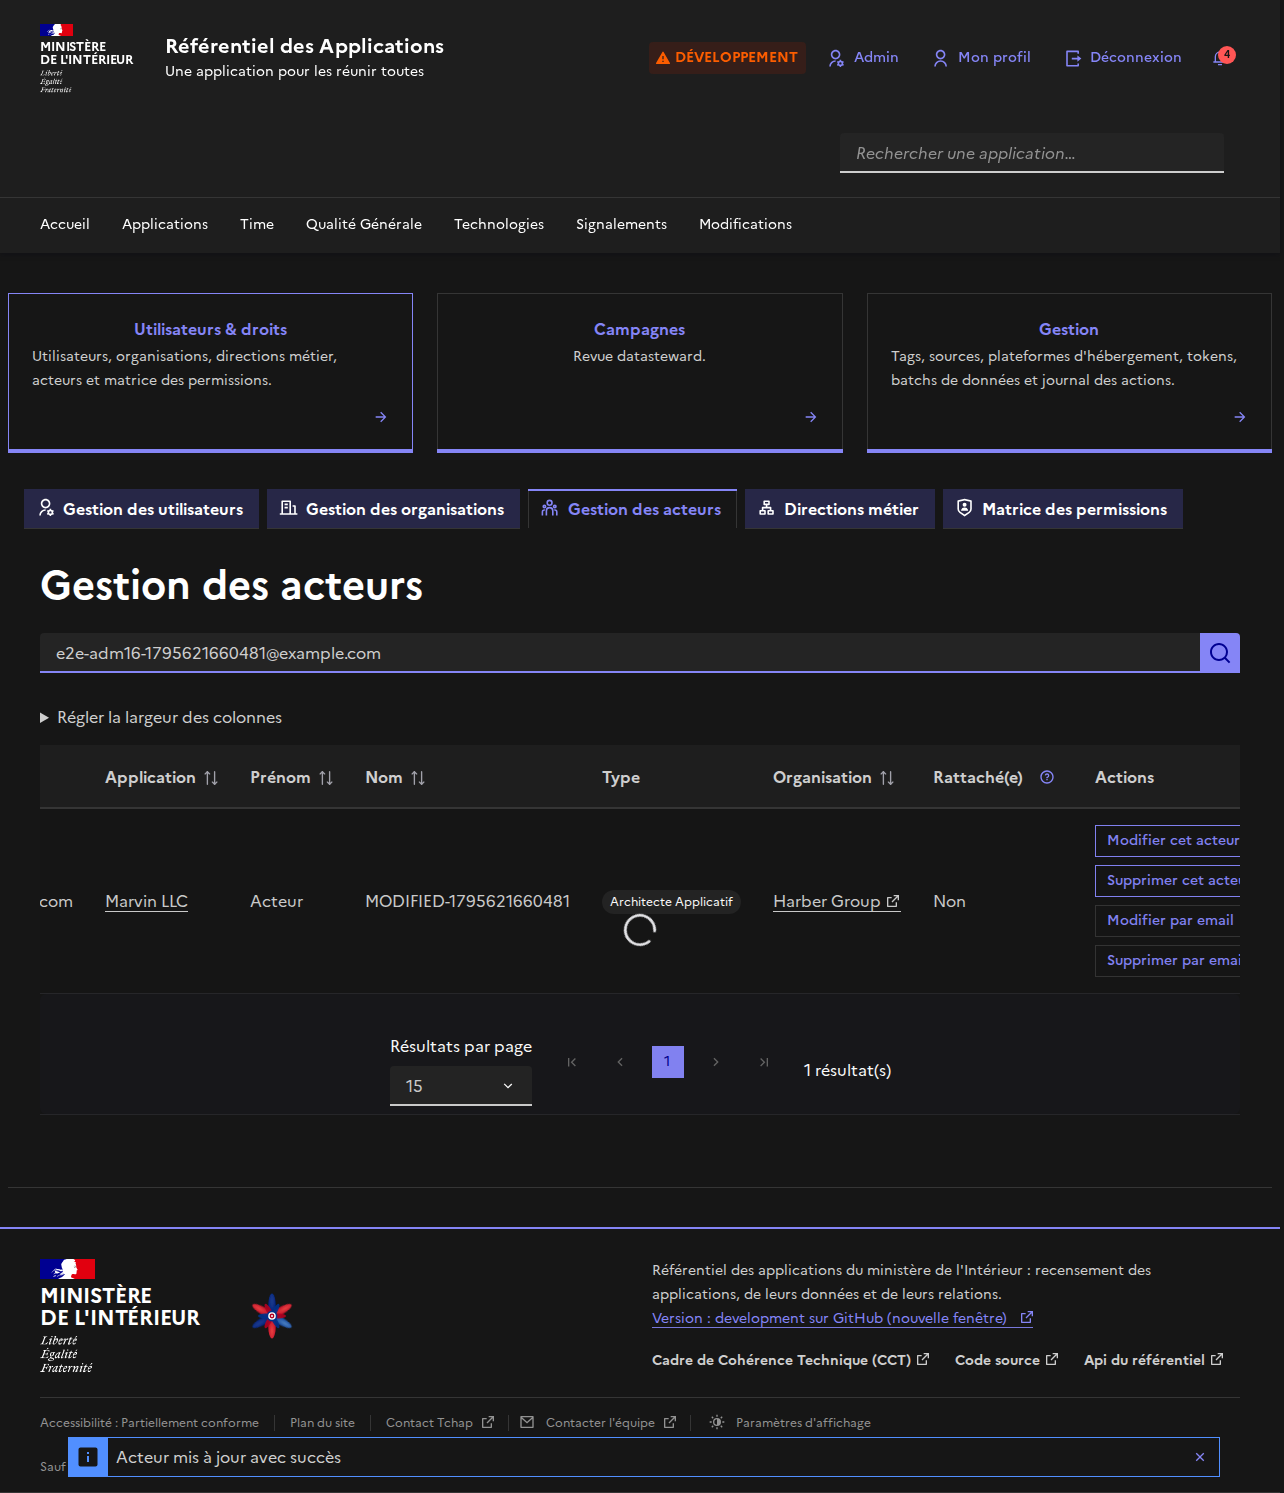 MINISTÈRE
DE L'INTÉRIEUR
Liberté
Égalité
Fraternité
Référentiel des Applications
Une application pour les réunir toutes
DÉVELOPPEMENT
Admin
Mon profil
Déconnexion
4
Rechercher une application...
Accueil Applications Time Qualité Générale Technologies Signalements Modifications
Utilisateurs & droits
Utilisateurs, organisations, directions métier,
acteurs et matrice des permissions.
Campagnes
Revue datasteward.
Gestion
Tags, sources, plateformes d'hébergement, tokens,
batchs de données et journal des actions.
Gestion des utilisateurs Gestion des organisations Gestion des acteurs Directions métier Matrice des permissions
Gestion des acteurs
e2e-adm16-1795621660481@example.com
Régler la largeur des colonnes
Application Prénom Nom Type Organisation Rattaché(e) Actions
com Marvin LLC Acteur MODIFIED-1795621660481 Architecte Applicatif Harber Group Non
Modifier cet acteur
Supprimer cet acteu
Modifier par email
Supprimer par emai
Résultats par page
15
1
1 résultat(s)
MINISTÈRE
DE L'INTÉRIEUR
Liberté
Égalité
Fraternité
Référentiel des applications du ministère de l'Intérieur : recensement des
applications, de leurs données et de leurs relations.
Version : development sur GitHub (nouvelle fenêtre)
Cadre de Cohérence Technique (CCT) Code source Api du référentiel
Accessibilité : Partiellement conforme Plan du site Contact Tchap Contacter l'équipe Paramètres d'affichage
Sauf
Acteur mis à jour avec succès